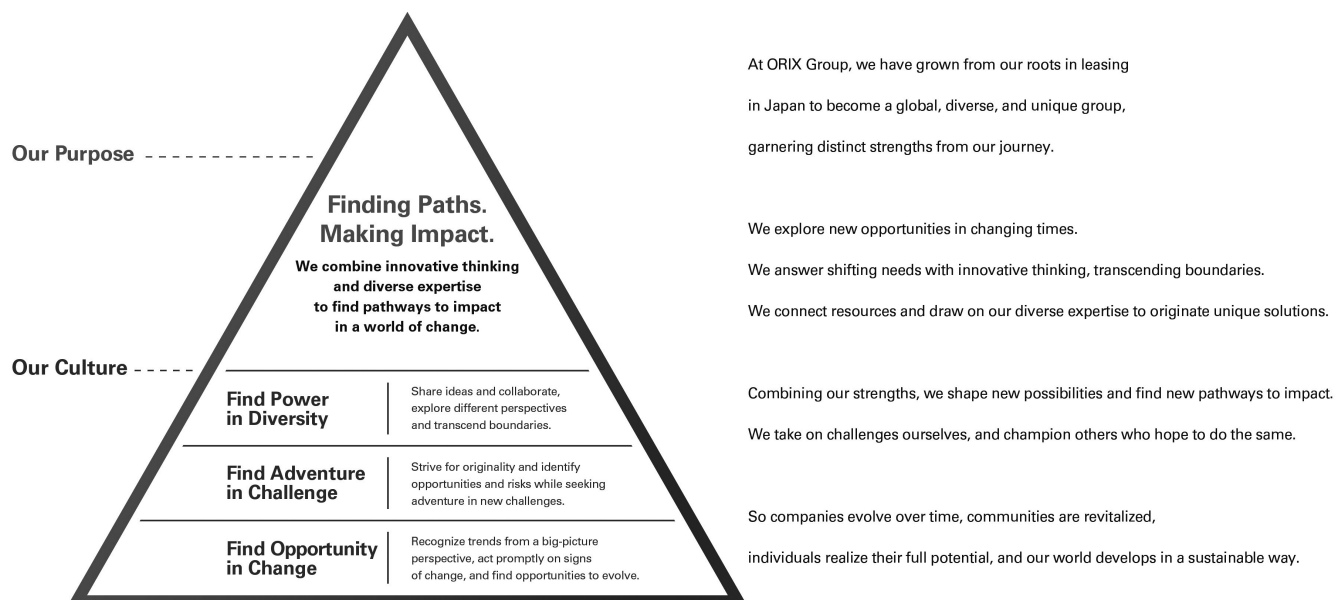 Our Purpose
Finding Paths.
Making Impact.
We combine innovative thinking
and diverse expertise
to find pathways to impact
in a world of change.
Our Culture
Find Power
in Diversity
Share ideas and collaborate,
explore different perspectives
and transcend boundaries.
Find Adventure
in Challenge
Strive for originality and identify
opportunities and risks while seeking
adventure in new challenges.
Find Opportunity
in Change
Recognize trends from a big-picture
perspective, act promptly on signs
of change, and find opportunities to evolve.
At ORIX Group, we have grown from our roots in leasing
in Japan to become a global, diverse, and unique group,
garnering distinct strengths from our journey.
We explore new opportunities in changing times.
We answer shifting needs with innovative thinking, transcending boundaries.
We connect resources and draw on our diverse expertise to originate unique solutions.
Combining our strengths, we shape new possibilities and find new pathways to impact.
We take on challenges ourselves, and champion others who hope to do the same.
So companies evolve over time, communities are revitalized,
individuals realize their full potential, and our world develops in a sustainable way.